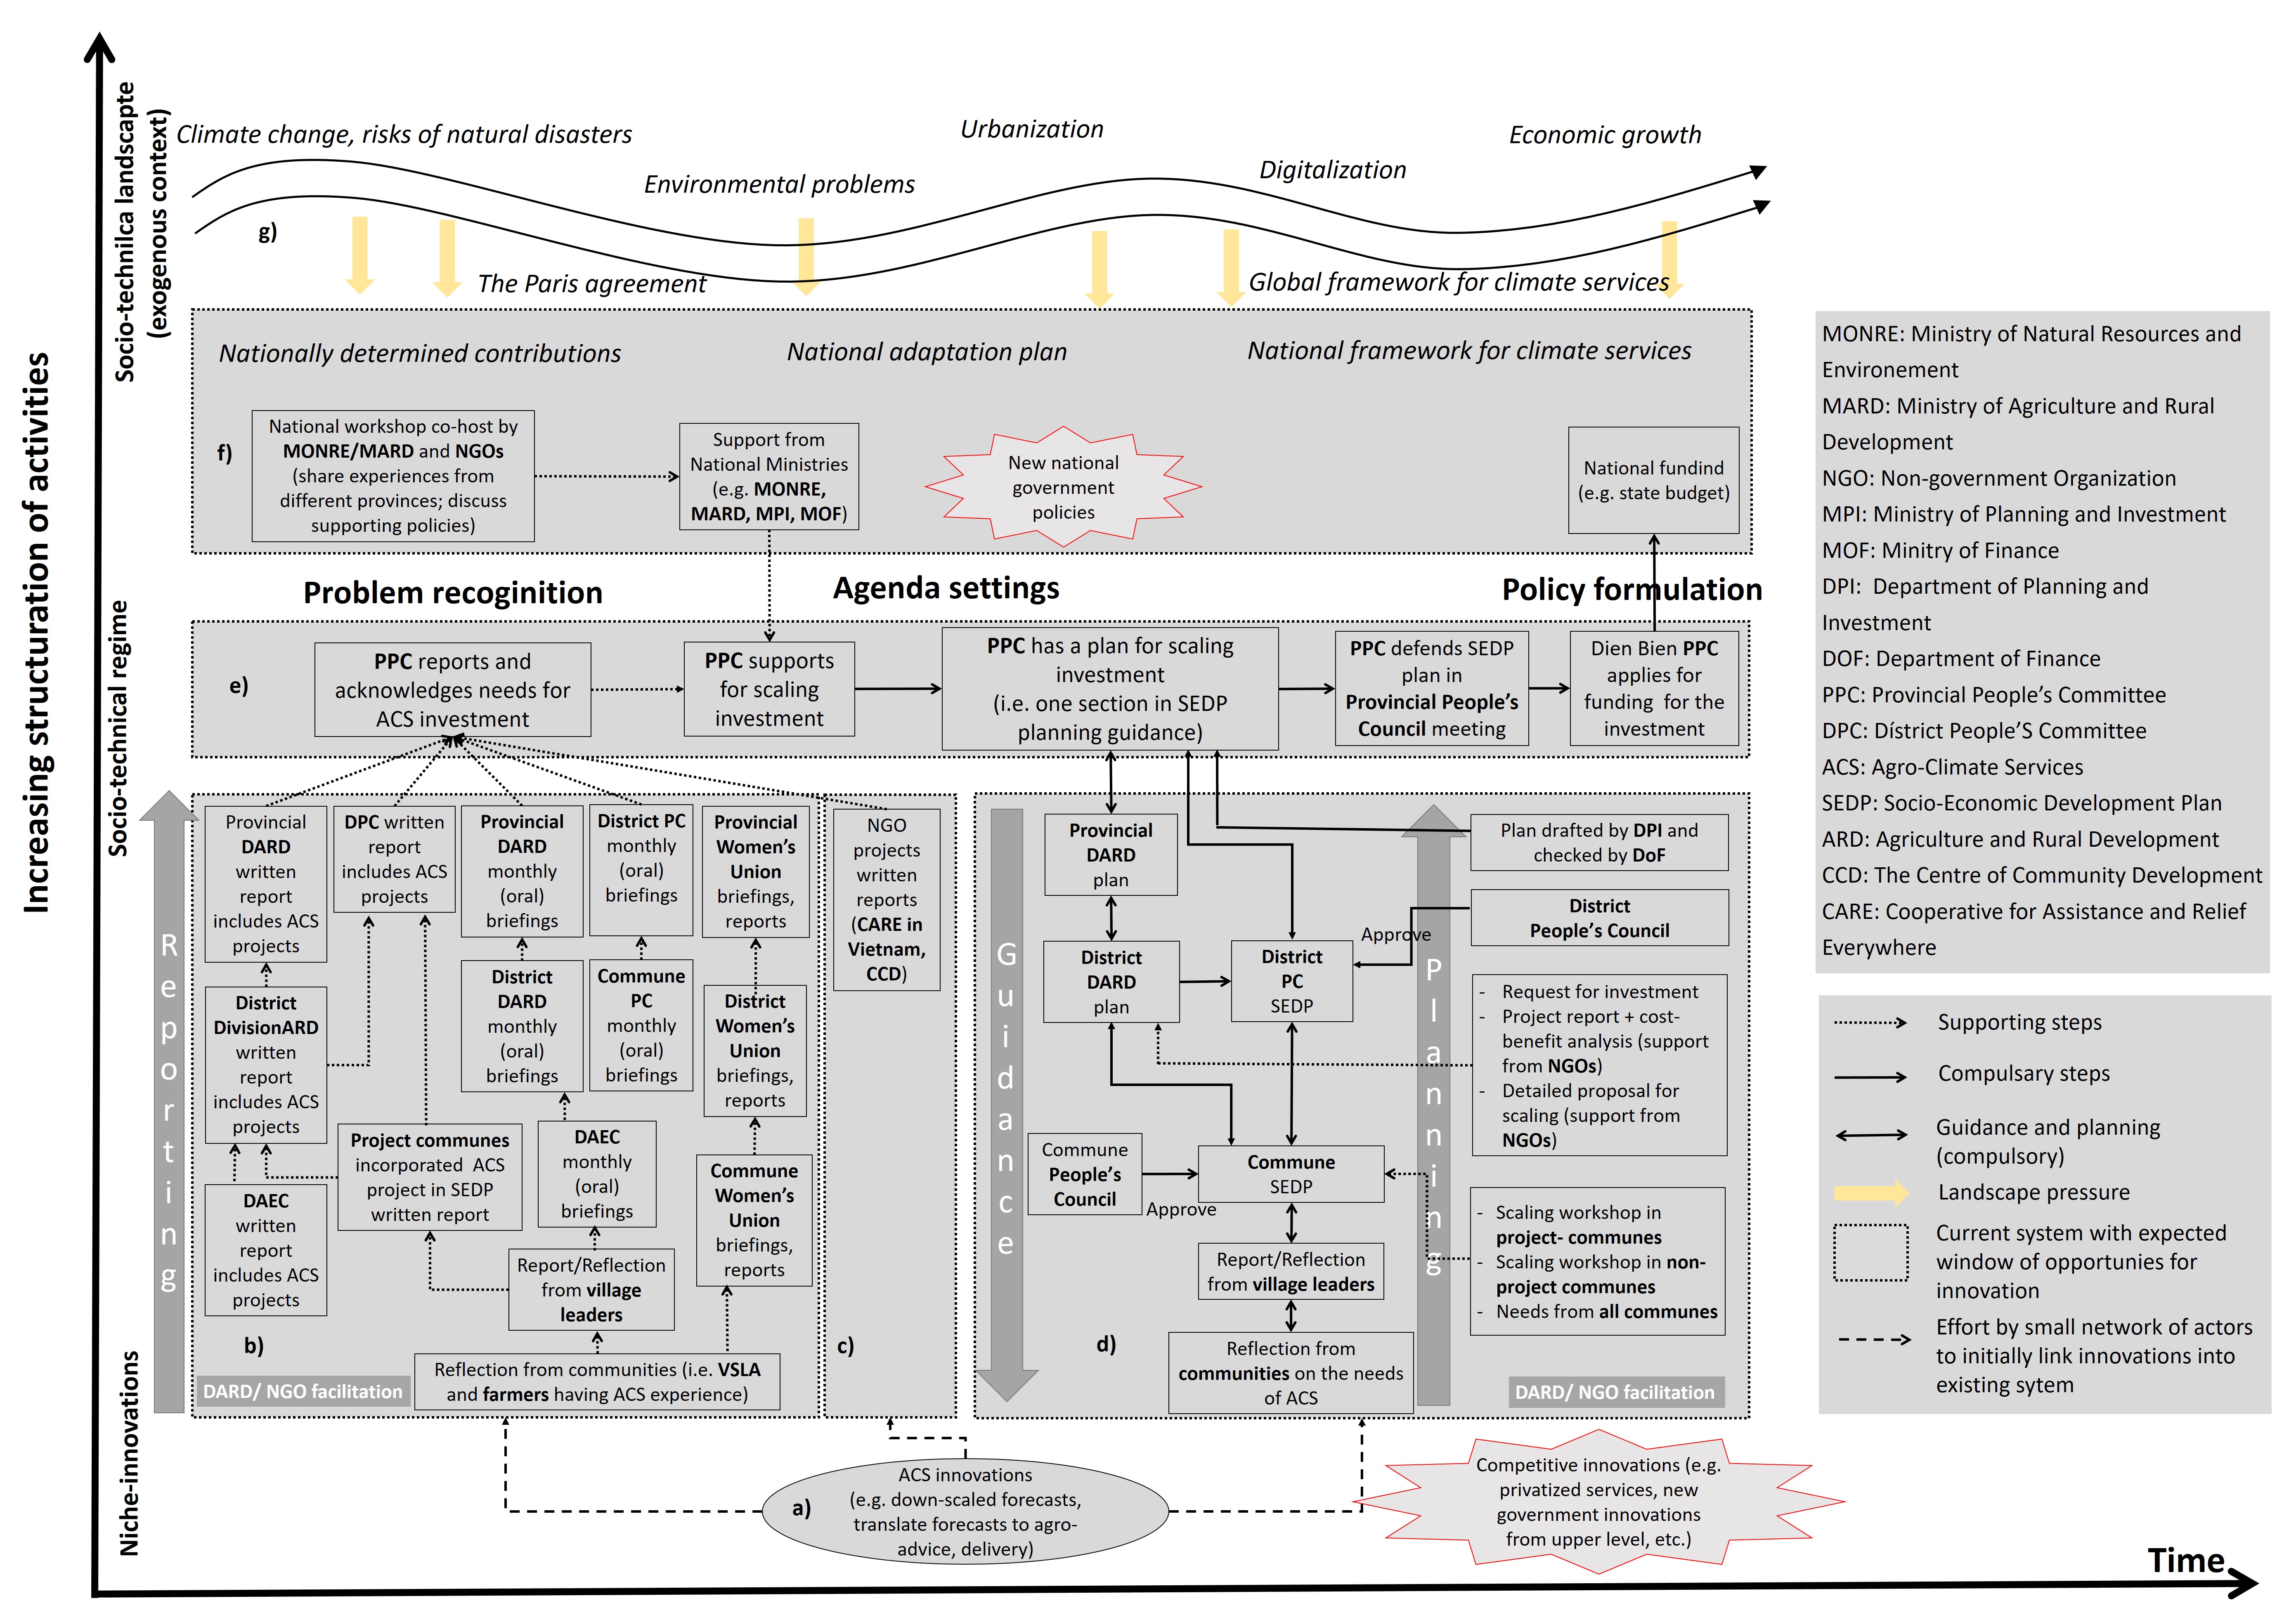 Increasing structuration of activities
Socio-technilca landscapte
(exogenous context)
Socio-technical regime
Niche-innovations
Climate change, risks of natural disasters
Environmental problems
Urbanization
Digitalization
Economic growth
g)
The Paris agreement
Global framework for climate services
Nationally determined contributions
National adaptation plan
National framework for climate services
f)
National workshop co-host by
MONRE/MARD and NGOs
(share experiences from
different provinces; discuss
supporting policies)
Support from
National Ministries
(e.g. MONRE,
MARD, MPI, MOF)
New national
government
policies
National fundind
(e.g. state budget)
Problem recoginition
Agenda settings
Policy formulation
e)
PPC reports and
acknowledges needs for
ACS investment
PPC supports
for scaling
investment
PPC has a plan for scaling
investment
(i.e. one section in SEDP
planning guidance)
PPC defends SEDP
plan in
Provincial People's
Council meeting
Dien Bien PPC
applies for
funding for the
investment
Reporting
Provincial
DARD
written
report
includes ACS
projects
DPC written
report
includes ACS
projects
Provincial
DARD
monthly
(oral)
briefings
District PC
monthly
(oral)
briefings
Provincial
Women's
Union
briefings,
reports
District
DivisionARD
written
report
includes ACS
projects
District
DARD
monthly
(oral)
briefings
Commune
PC
monthly
(oral)
briefings
District
Women's
Union
briefings,
reports
DAEC
written
report
includes ACS
projects
Project communes
incorporated ACS
project in SEDP
written report
DAEC
monthly
(oral)
briefings
Commune
Women's
Union
briefings,
reports
Report/Reflection
from village
leaders
b)
Reflection from communities (i.e. VSLA
and farmers having ACS experience)
DARD/ NGO facilitation
NGO
projects
written
reports
(CARE in
Vietnam,
CCD)
c)
Guidance
Provincial
DARD
plan
District
DARD
plan
District
PC
SEDP
Approve
Commune
People's
Council
Approve
Commune
SEDP
Report/Reflection
from village leaders
d)
Reflection from
communities on the needs
of ACS
Planning
Plan drafted by DPI and
checked by DoF
District
People's Council
- Request for investment
- Project report + cost-
benefit analysis (support
from NGOs)
- Detailed proposal for
scaling (support from
NGOs)
- Scaling workshop in
project- communes
- Scaling workshop in non-
project communes
- Needs from all communes
DARD/ NGO facilitation
a)
ACS innovations
(e.g. down-scaled forecasts,
translate forecasts to agro-
advice, delivery)
Competitive innovations (e.g.
privatized services, new
government innovations
from upper level, etc.)
Time
MONRE: Ministry of Natural Resources and
Environement
MARD: Ministry of Agriculture and Rural
Development
NGO: Non-government Organization
MPI: Ministry of Planning and Investment
MOF: Minitry of Finance
DPI: Department of Planning and
Investment
DOF: Department of Finance
PPC: Provincial People's Committee
DPC: Dístrict People'S Committee
ACS: Agro-Climate Services
SEDP: Socio-Economic Development Plan
ARD: Agriculture and Rural Development
CCD: The Centre of Community Development
CARE: Cooperative for Assistance and Relief
Everywhere
Supporting steps
Compulsary steps
Guidance and planning
(compulsory)
Landscape pressure
Current system with expected
window of opportunies for
innovation
Effort by small network of actors
to initially link innovations into
existing sytem